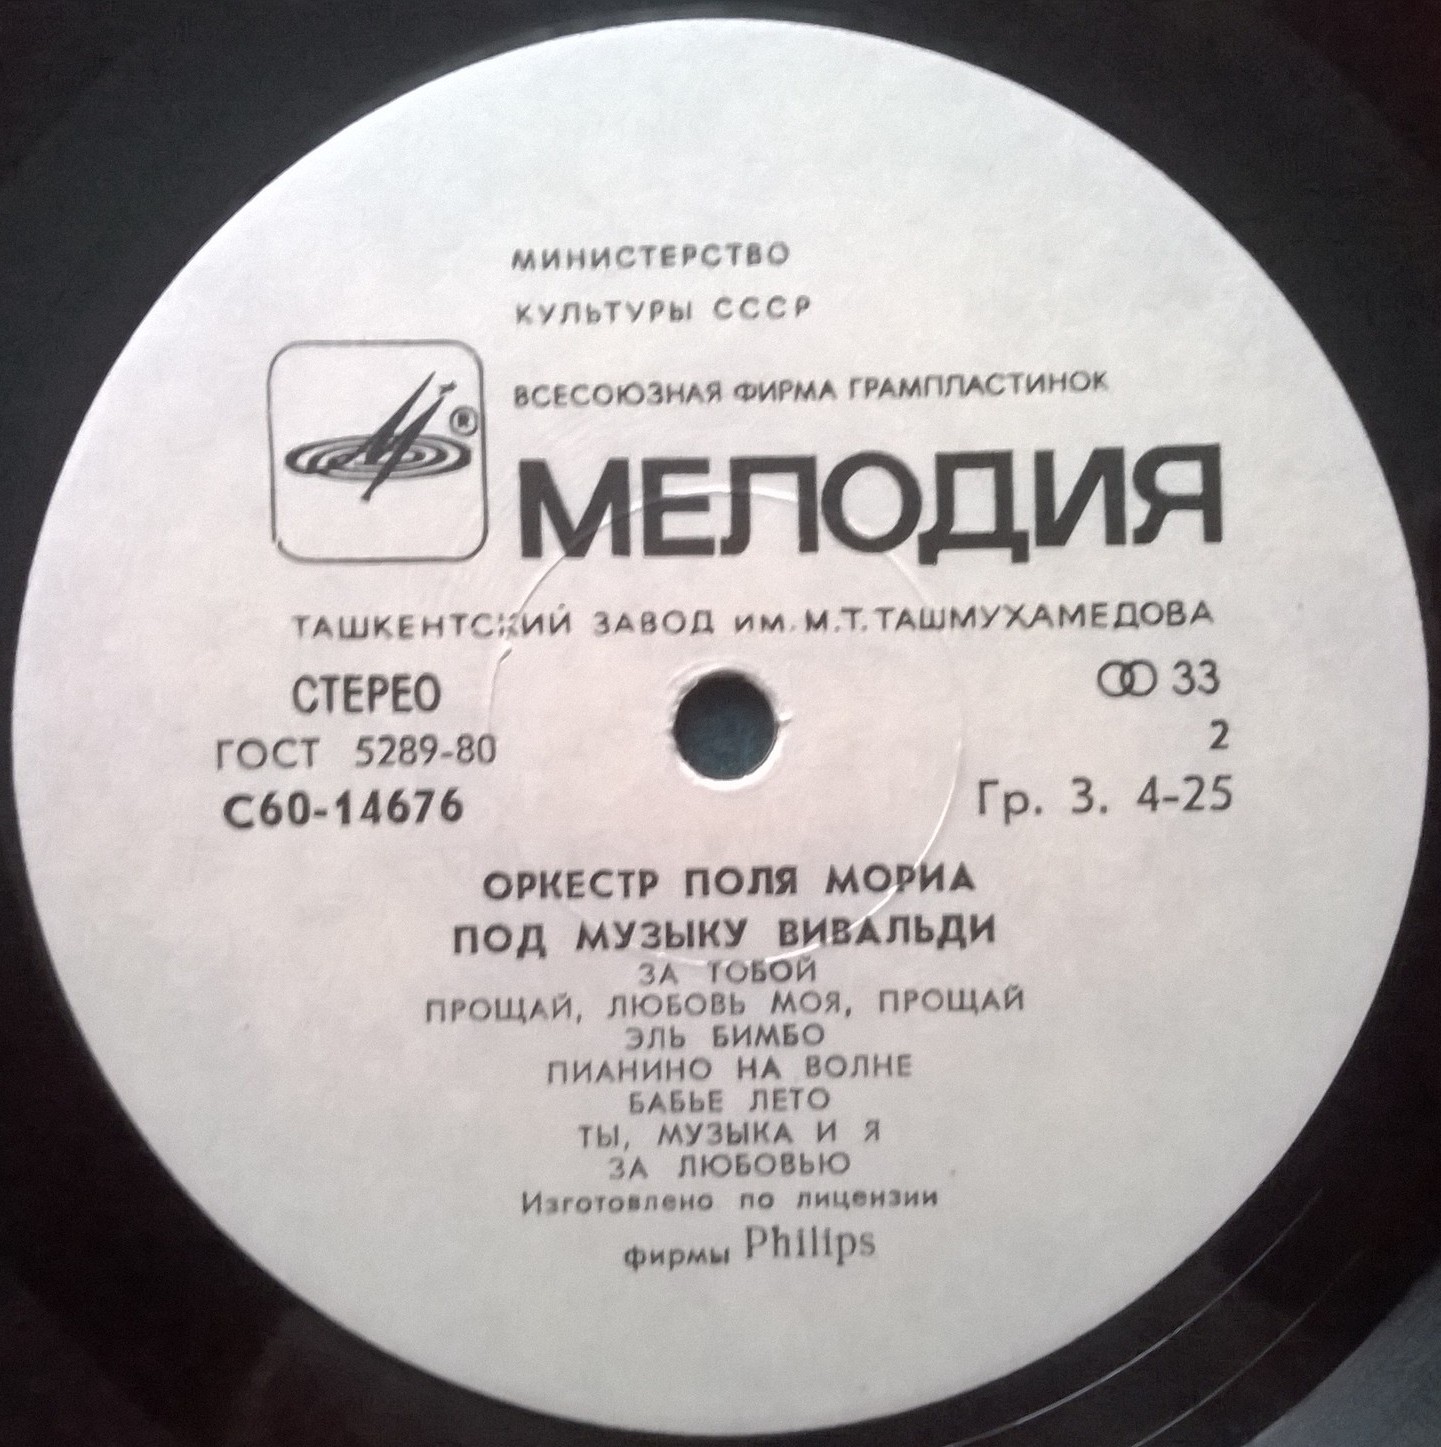 МИНИСТЕРСТВО
КУЛЬТУРЫ СССР
ВСЕСОЮЗНАЯ ФИРМА ГРАМПЛАСТИНОК
®
МЕЛОДИЯ
ТАШКЕНТСКИЙ ЗАВОД ИМ. М.Т. ТАШМУХАМЕДОВА
СТЕРЕО
33
ГОСТ 5289-80
2
С60-14676
Гр. 3. 4-25
ОРКЕСТР ПОЛЯ МОРИА
ПОД МУЗЫКУ ВИВАЛЬДИ
ЗА ТОБОЙ
ПРОЩАЙ, ЛЮБОВЬ МОЯ, ПРОЩАЙ
ЭЛЬ БИМБО
ПИАНИНО НА ВОЛНЕ
БАБЬЕ ЛЕТО
ТЫ, МУЗЫКА И Я
ЗА ЛЮБОВЬЮ
Изготовлено по лицензии
фирмы Philips